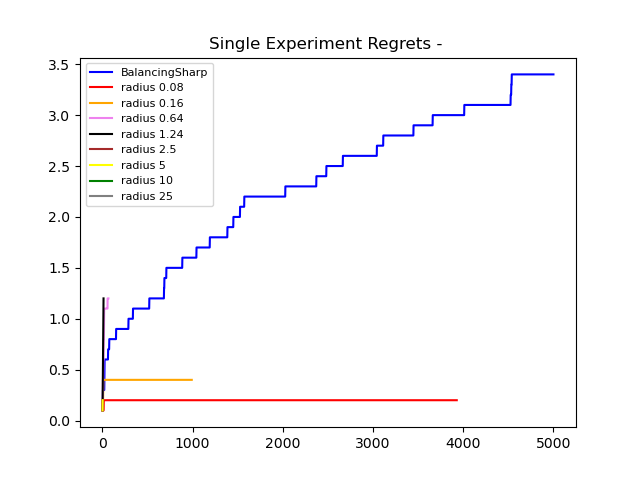 Single Experiment Regrets -
3.5
3.0
2.5
2.0
1.5
1.0
0.5
0.0
BalancingSharp
radius 0.08
radius 0.16
radius 0.64
radius 1.24
radius 2.5
radius 5
radius 10
radius 25
0 1000 2000 3000 4000 5000